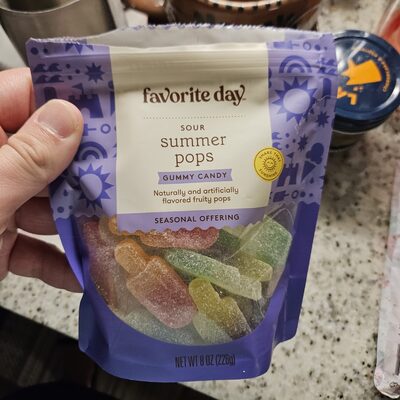 favorite day
SOUR
summer
pops
GUMMY CANDY
Naturally and artificially
flavored fruity pops
SEASONAL OFFERING
NET WT 8 OZ (226g)